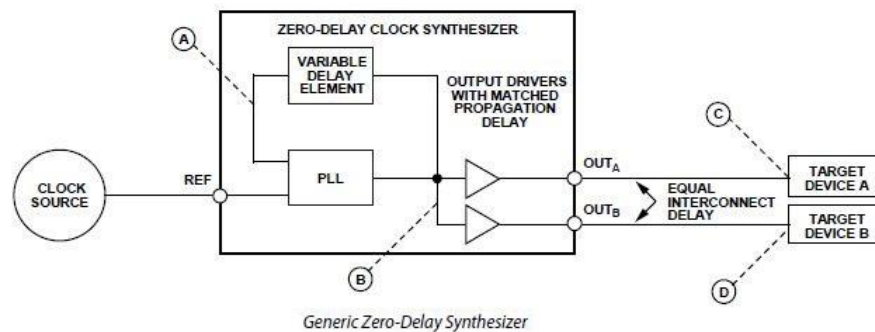 ZERO-DELAY CLOCK SYNTHESIZER
A
VARIABLE
DELAY
ELEMENT
OUTPUT DRIVERS
WITH MATCHED
PROPAGATION
DELAY
C
CLOCK
SOURCE
REF
PLL
OUTA
EQUAL
INTERCONNECT
DELAY
OUTB
TARGET
DEVICE A
TARGET
DEVICE B
B
D
Generic Zero-Delay Synthesizer